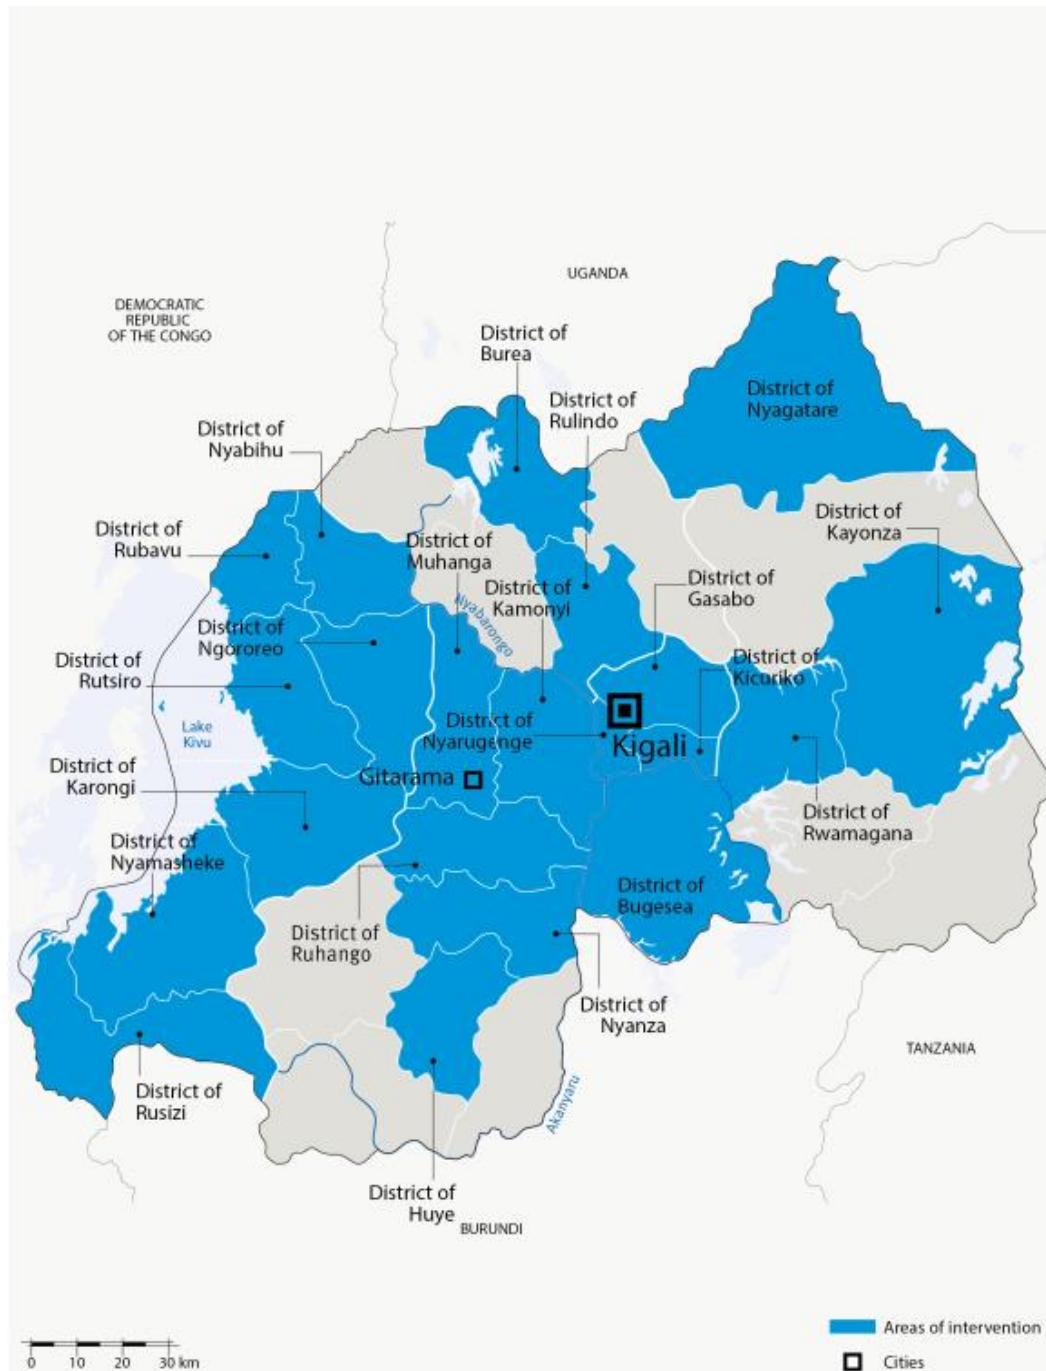 UGANDA
DEMOCRATIC
REPUBLIC
OF THE CONGO
District of
Burea
District of
Nyagatare
District of
Rulindo
District of
Nyabihu
District of
Kayonza
District of
Rubavu
District of
Muhanga
District of
Gasabo
District of
Kamonyi
Nyabarongo
District of
Ngororeo
District of
Kicuriko
District of
Rutsiro
Lake
Kivu
District of
Nyarugenge
Kigali
District of
Karongi
Gitarama
District of
Rwamagana
District of
Nyamasheke
District of
Bugesea
District of
Ruhango
District of
Nyanza
TANZANIA
District of
Rusizi
Akanyaru
District of
Huye
BURUNDI
Areas of intervention
0 10 20 30 km
Cities